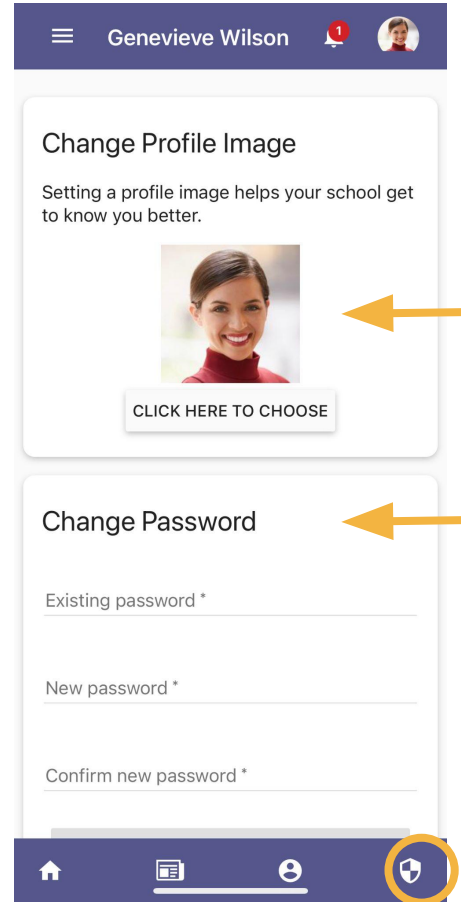 Genevieve Wilson
1
Change Profile Image
Setting a profile image helps your school get
to know you better.
CLICK HERE TO CHOOSE
Change Password
Existing password *
New password *
Confirm new password *